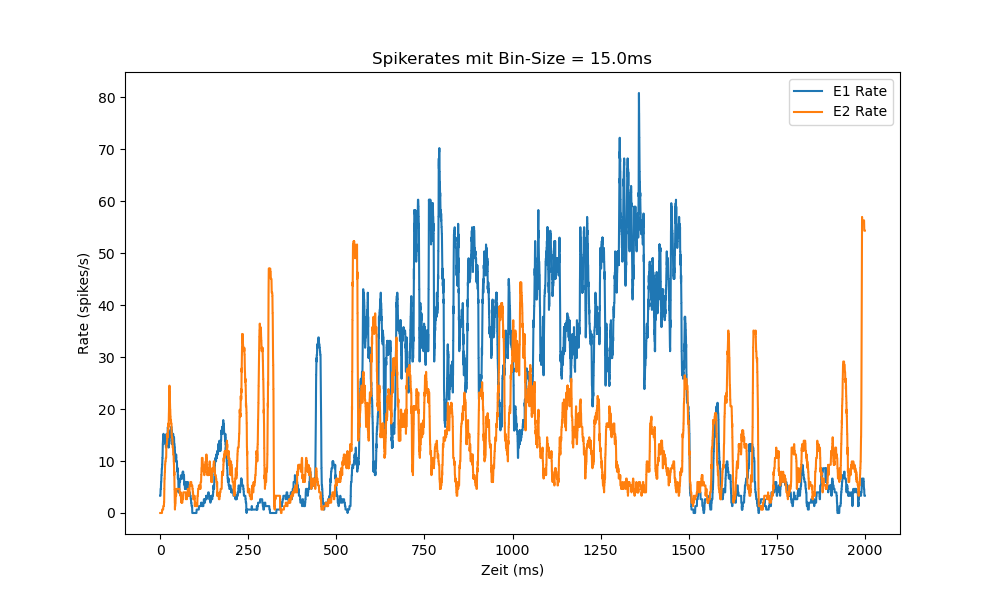 Spikerates mit Bin-Size = 15.0ms
E1 Rate
E2 Rate
80
70
60
50
40
30
20
10
0
Rate (spikes/s)
0 250 500 750 1000 1250 1500 1750 2000
Zeit (ms)